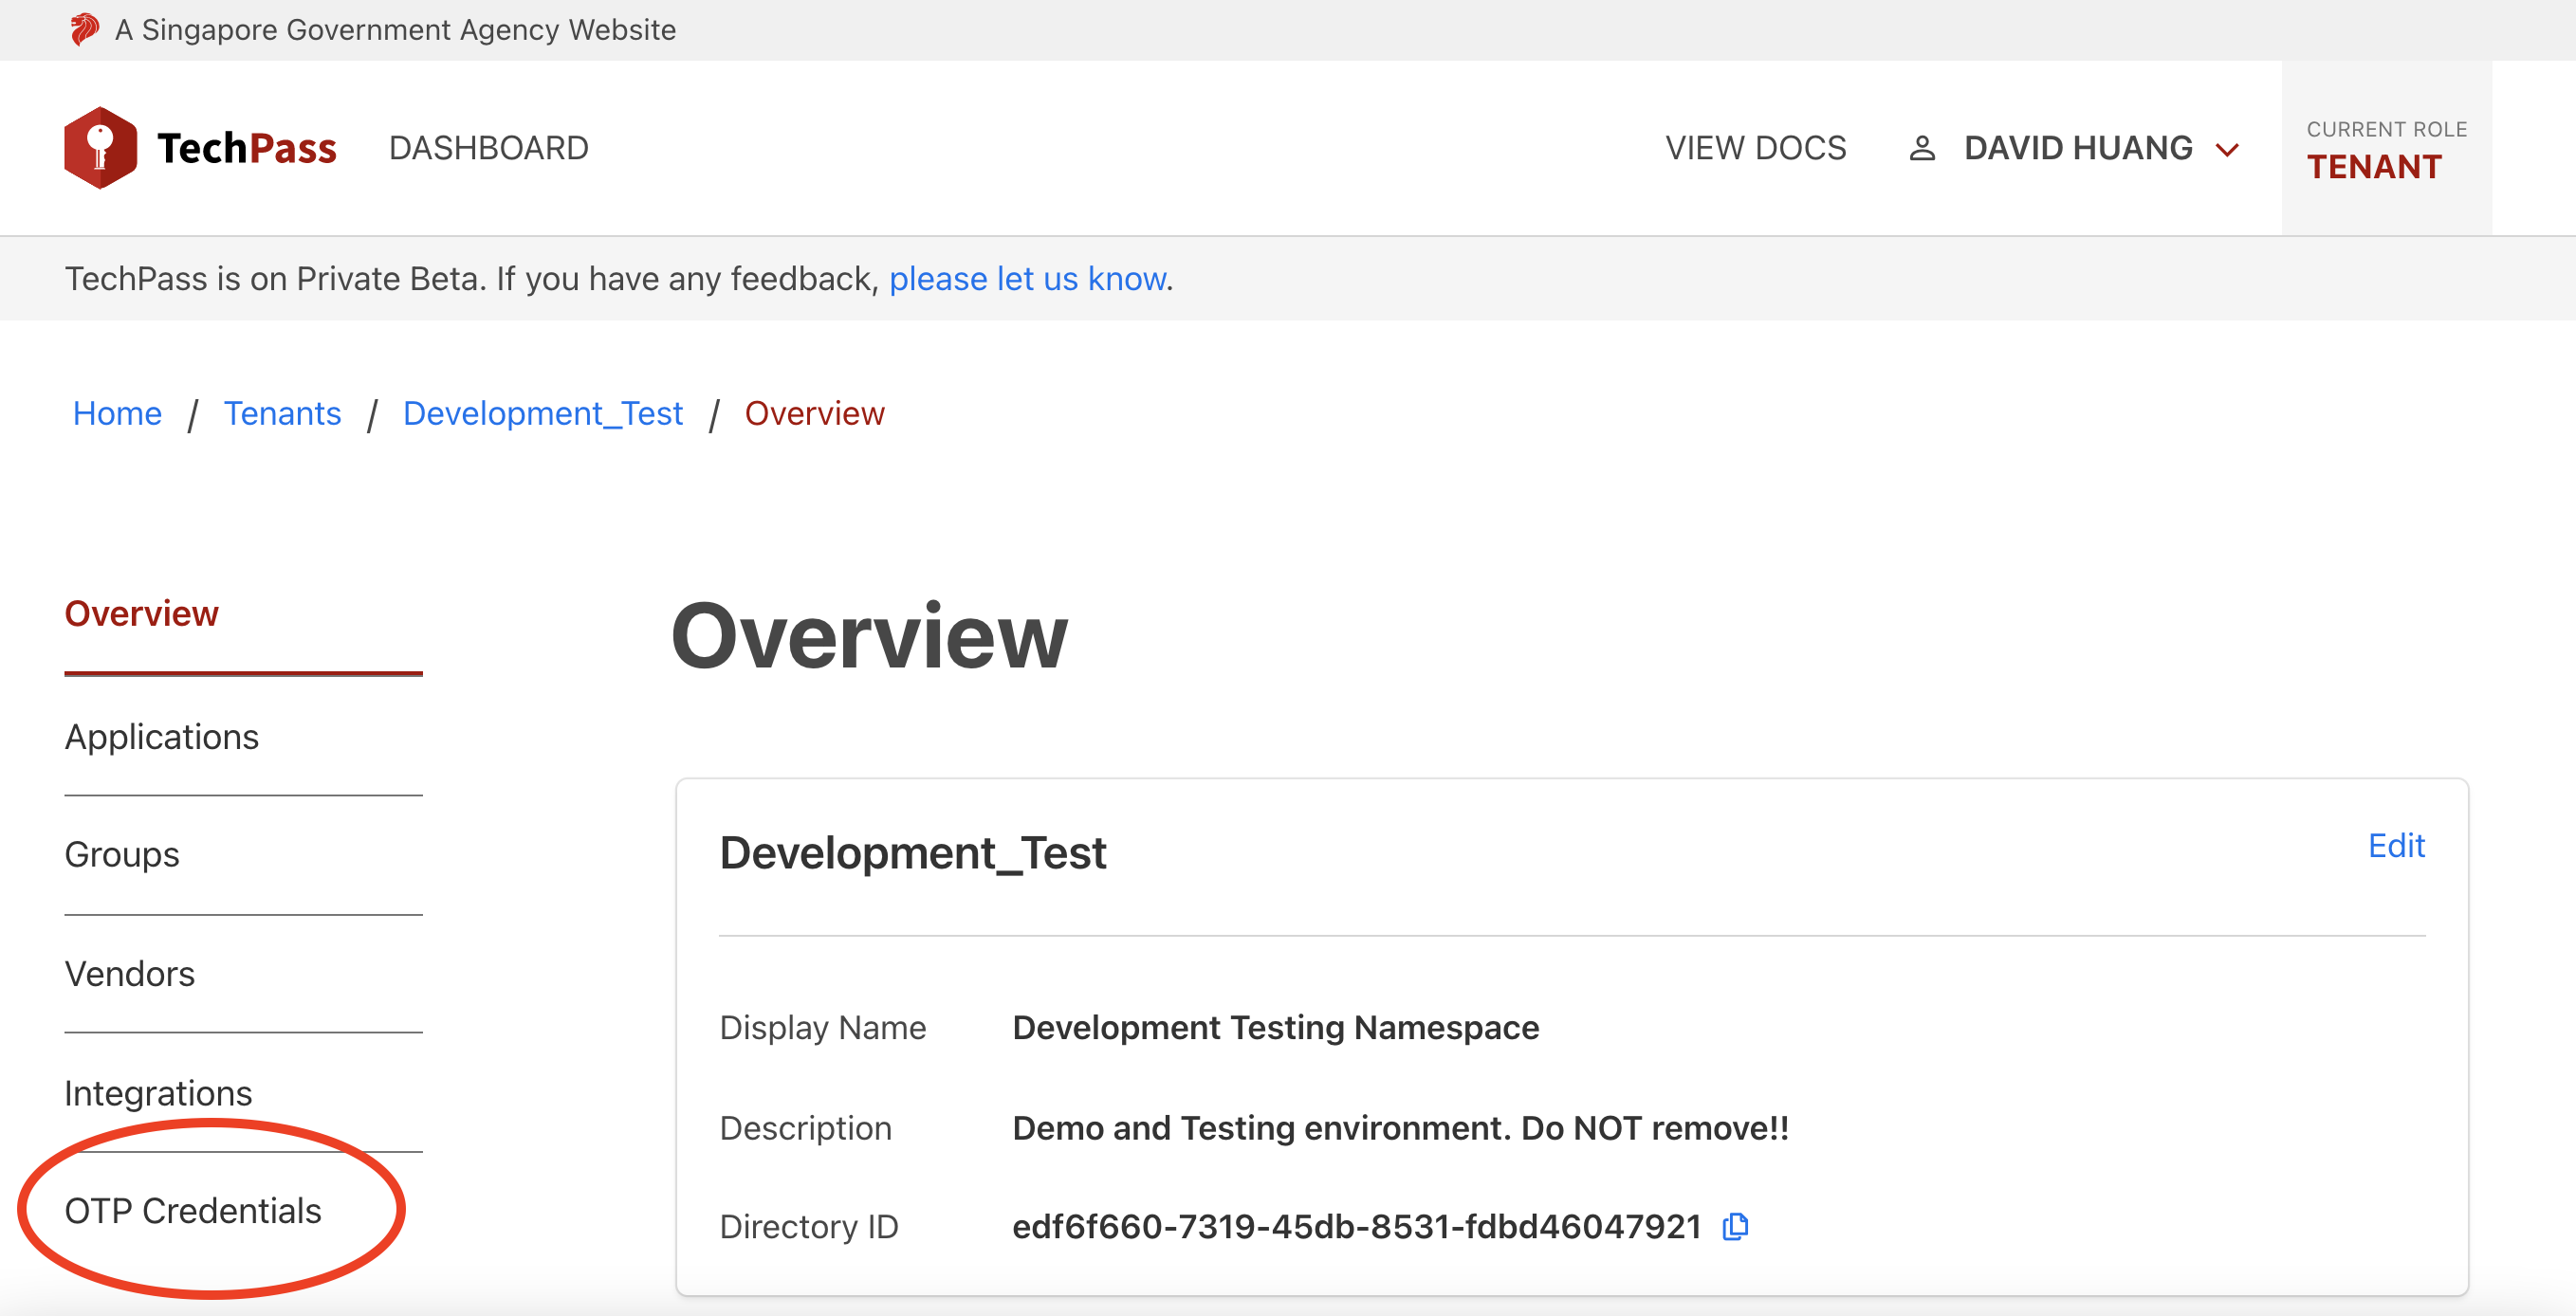 A Singapore Government Agency Website
TechPass DASHBOARD VIEW DOCS DAVID HUANG CURRENT ROLE
TENANT
TechPass is on Private Beta. If you have any feedback, please let us know.
Home / Tenants / Development_Test / Overview
Overview
Applications
Groups
Vendors
Integrations
OTP Credentials
Overview
Development_Test Edit
Display Name Development Testing Namespace
Description Demo and Testing environment. Do NOT remove!!
Directory ID edf6f660-7319-45db-8531-fdbd46047921